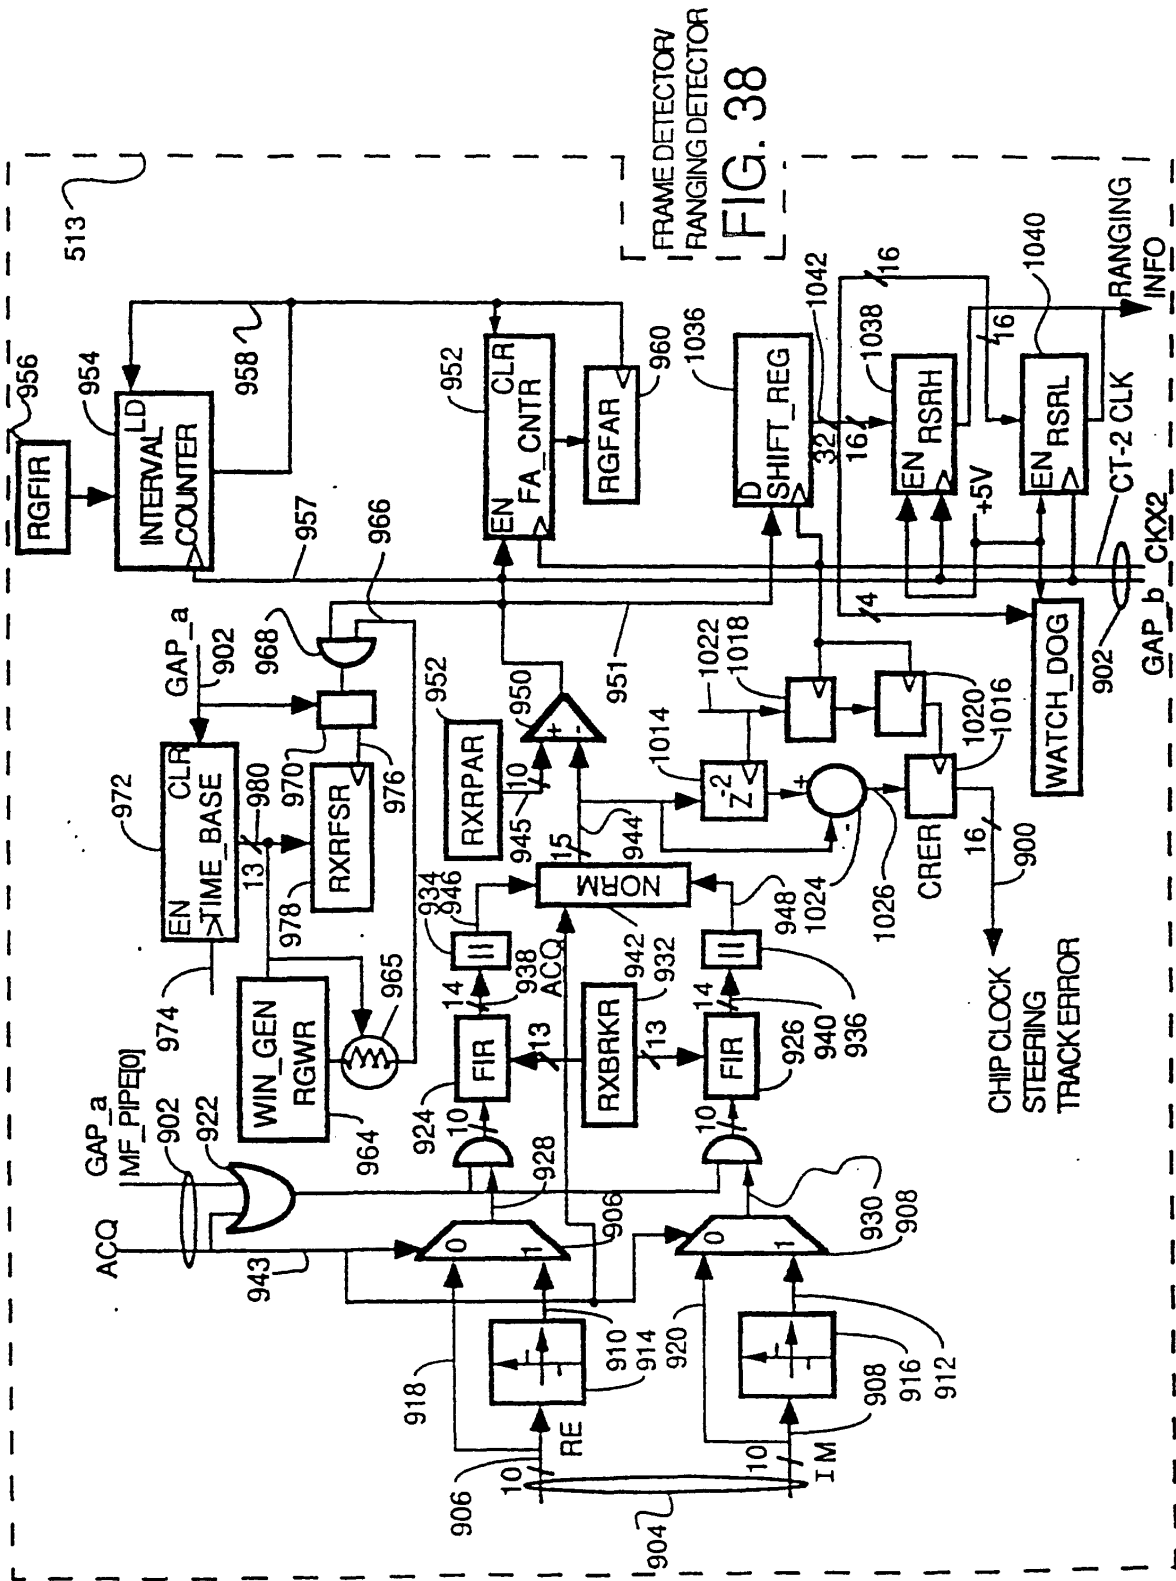 FRAME DETECTOR/
RANGING DETECTOR
FIG. 38
513
956
RGFIR
954
INTERVAL
COUNTER
LD
958
957
966
GAP_a
902
968
972
EN
CLR
TIME_BASE
974
13
980
970
976
978
RXRFSR
WIN_GEN
RGWR
964
965
952
EN
CLR
FA_CNTR
960
RGFAR
1036
D
SHIFT_REG
32
1042
16
16
1038
EN
RSRH
16
1040
EN
RSRL
+5V
RANGING
INFO
CT-2 CLK
GAP_b
CKX2
902
4
WATCH_DOG
952
RXRPAR
10
945
950
+
-
951
15
944
NORM
942
1014
Z-2
1022
1018
1020
1016
+
-
1024
1026
CRER
16
900
CHIP CLOCK
STEERING
TRACK ERROR
934
946
||
938
14
ACQ
924
FIR
10
13
932
RXBRKR
13
948
||
936
940
14
926
FIR
10
GAP_a
MF_PIPE[0]
902
922
ACQ
943
928
906
0
1
930
908
0
1
918
910
914
906
10
RE
920
916
912
908
10
IM
904